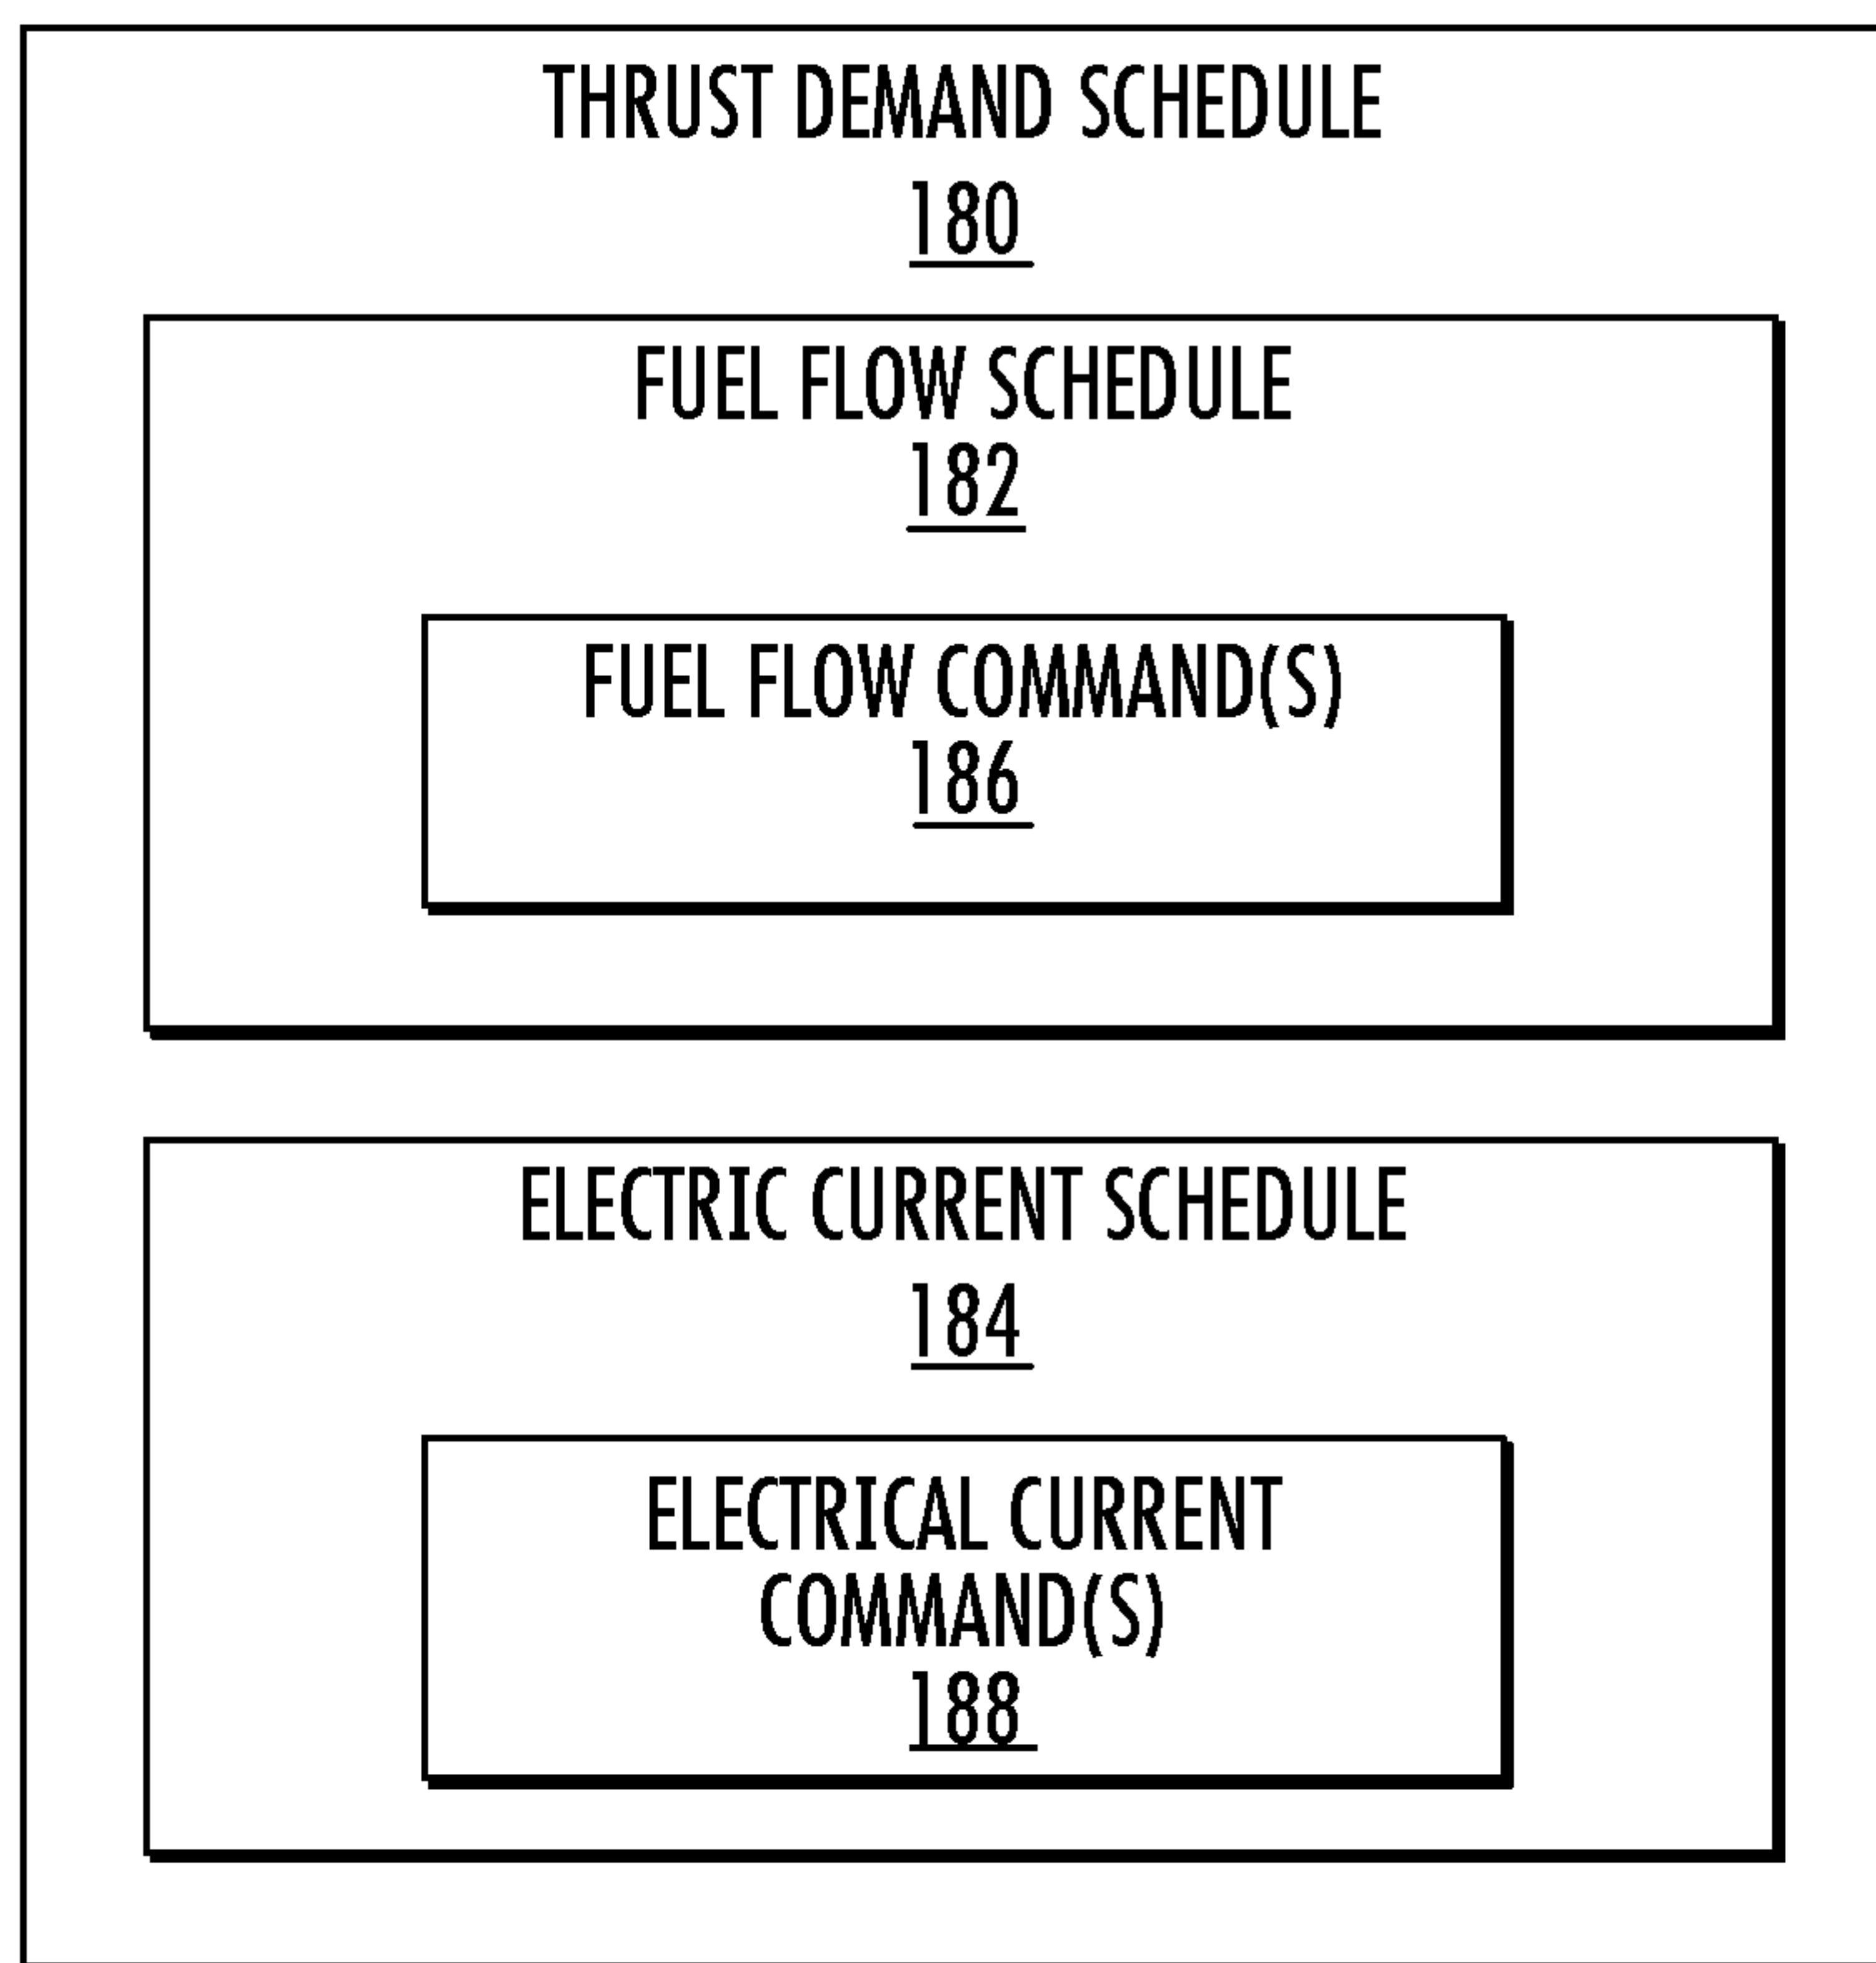 THRUST DEMAND SCHEDULE
180
FUEL FLOW SCHEDULE
182
FUEL FLOW COMMAND(S)
186
ELECTRIC CURRENT SCHEDULE
184
ELECTRICAL CURRENT
COMMAND(S)
188